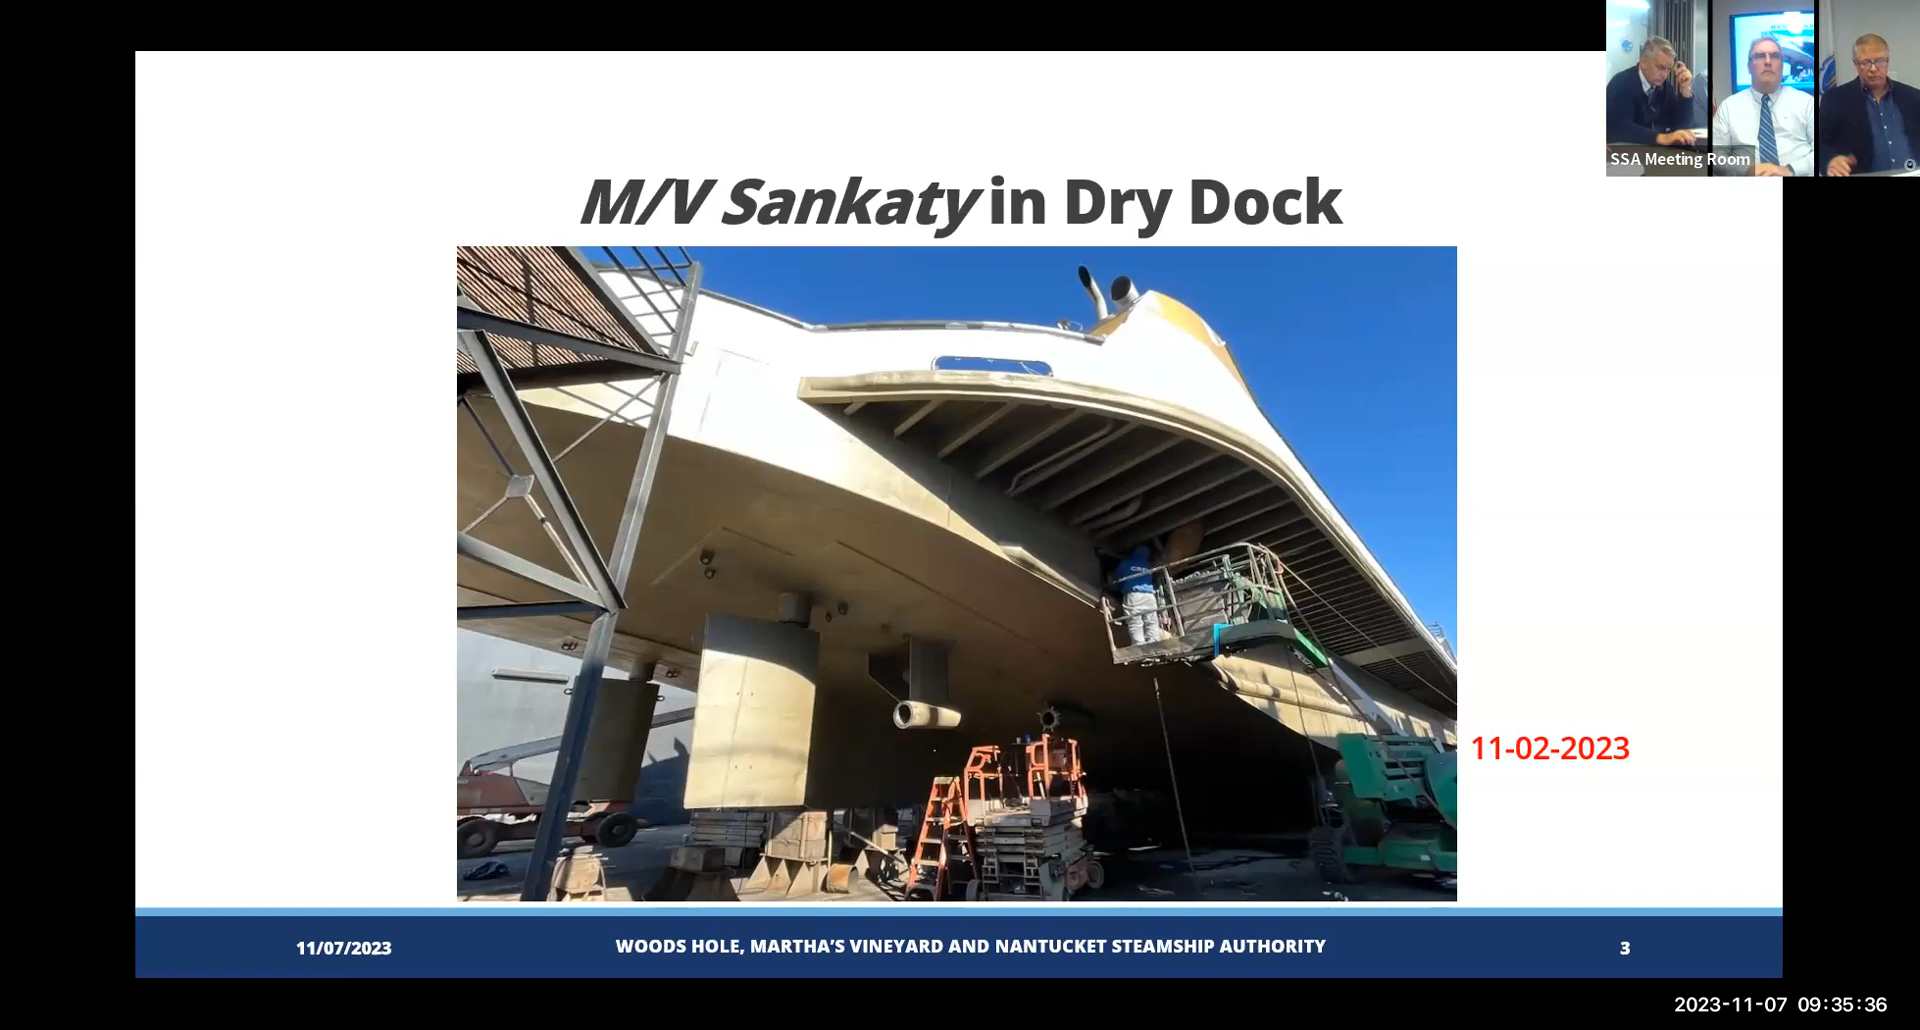 SSA Meeting Room
M/V Sankaty in Dry Dock
CREW
11-02-2023
11/07/2023
WOODS HOLE, MARTHA'S VINEYARD AND NANTUCKET STEAMSHIP AUTHORITY
3
2023-11-07 09:35:36